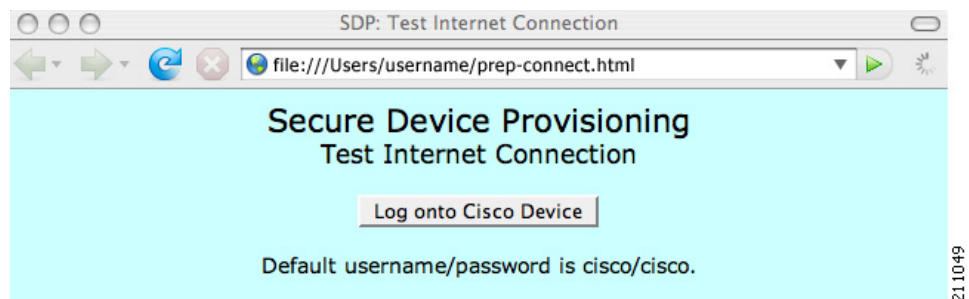 SDP: Test Internet Connection
file:///Users/username/prep-connect.html
Secure Device Provisioning
Test Internet Connection
Log onto Cisco Device
Default username/password is cisco/cisco.
211049